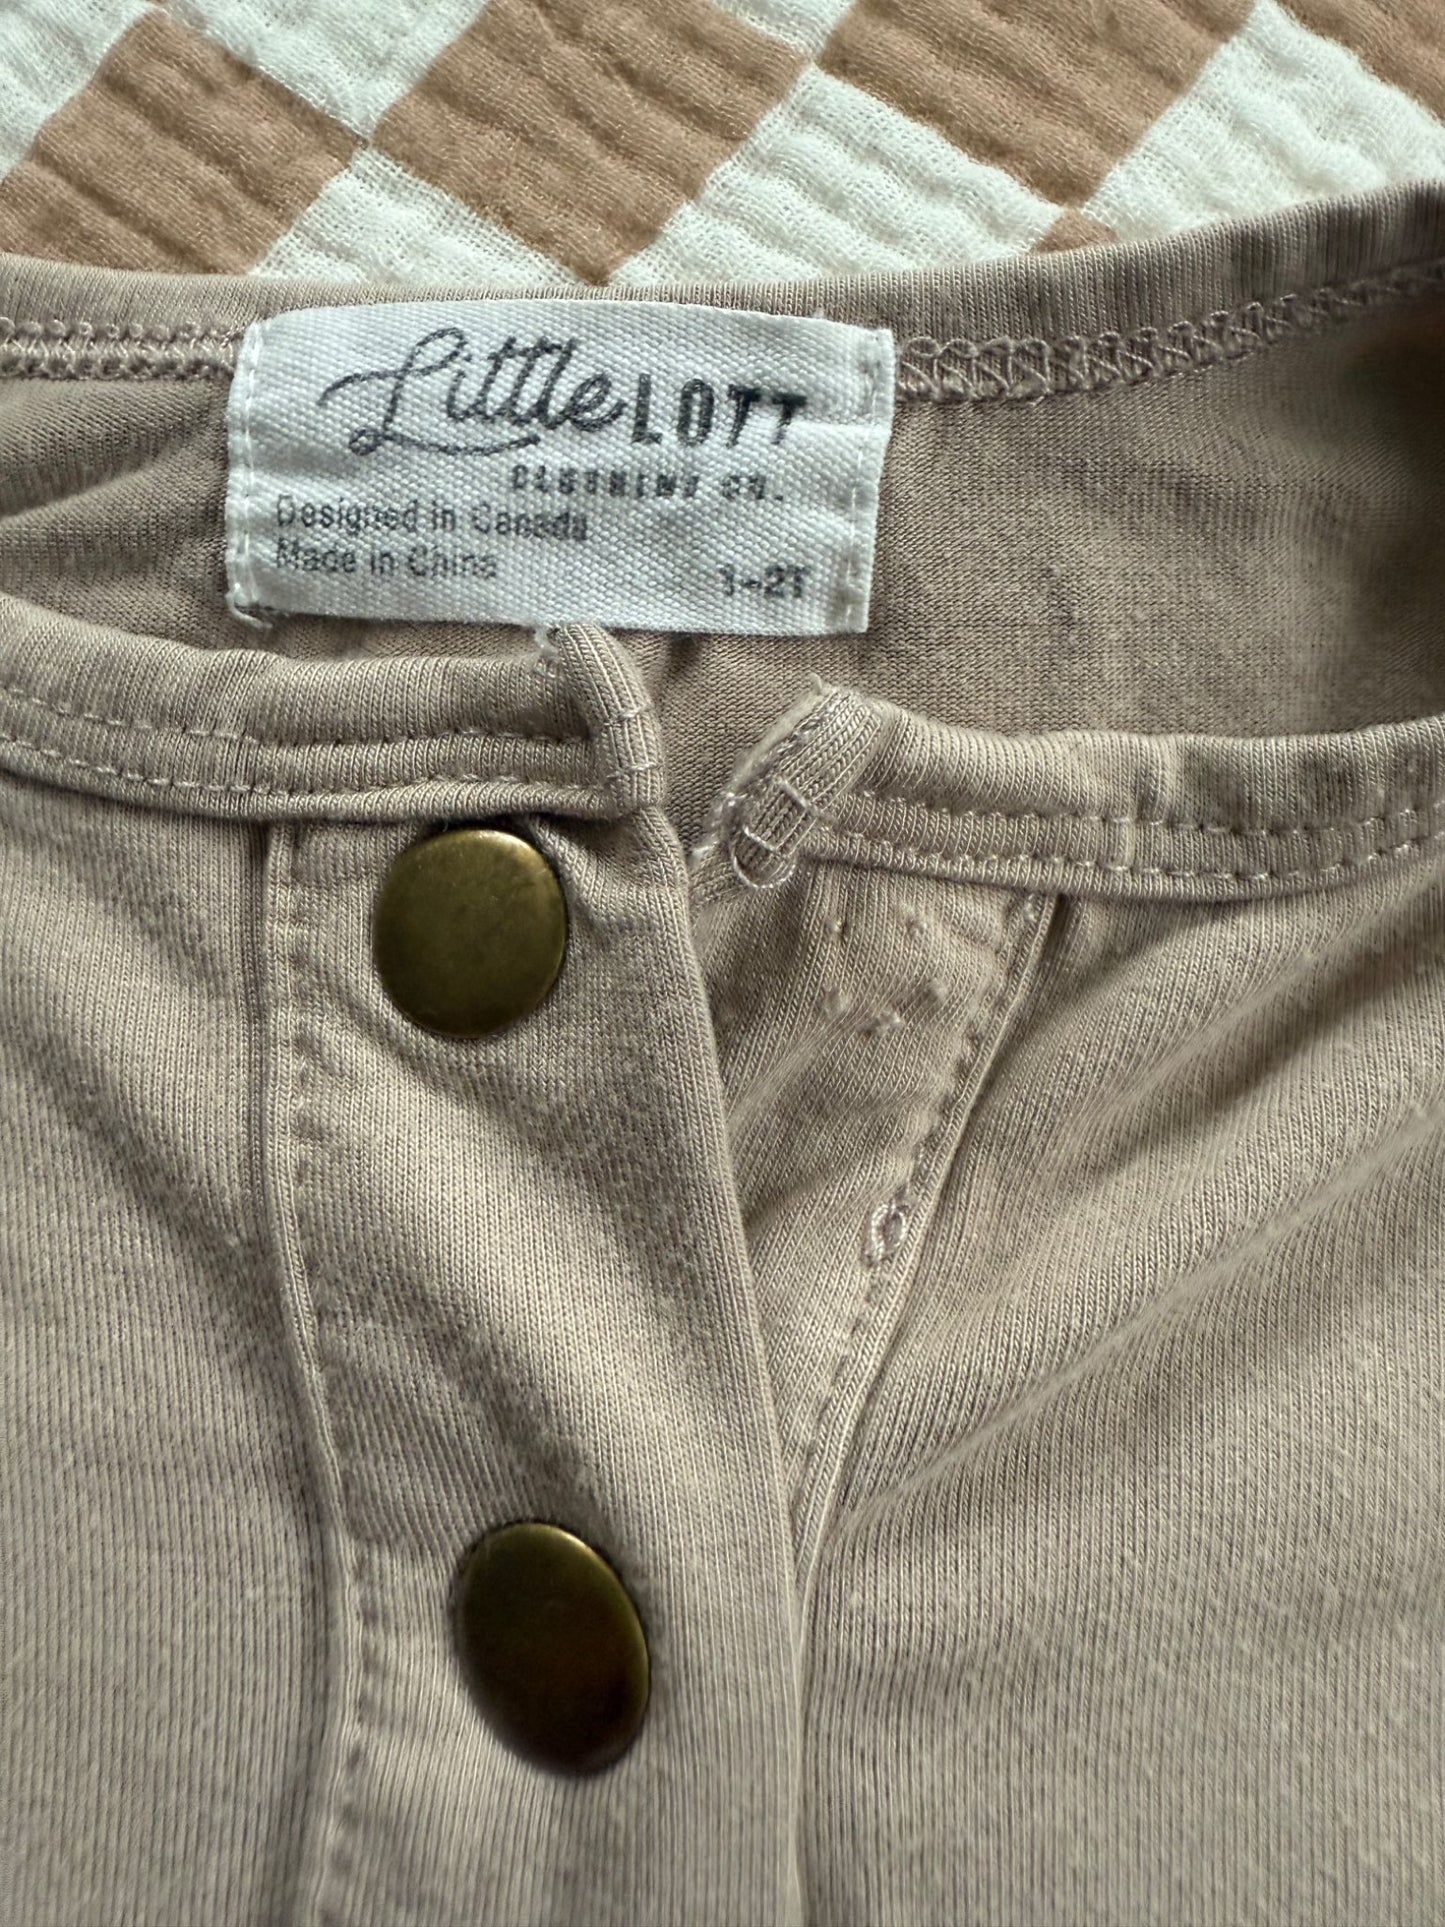 Little LOTT
CLOTHING CO.
Designed in Canada
Made in China
1-2T